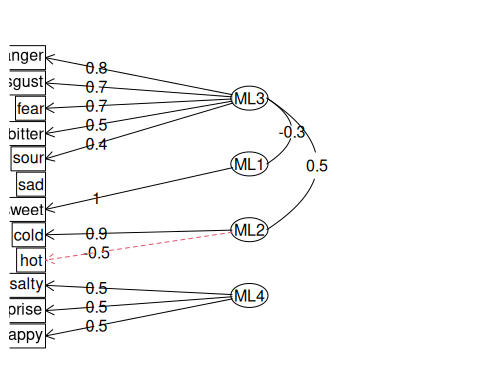 nger
sgust
fear
bitter
sour
sad
weet
cold
hot
salty
prise
appy
0.8
0.7
0.7
0.5
0.4
1
0.9
-0.5
0.5
0.5
0.5
ML3
ML1
ML2
ML4
-0.3
0.5